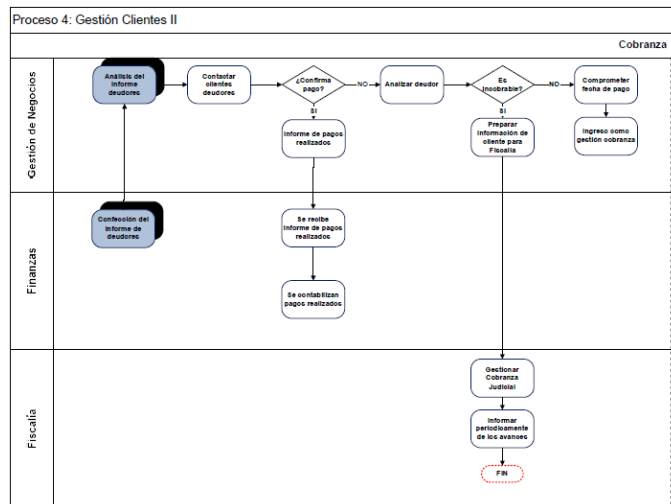 Proceso 4: Gestión Clientes II
Cobranza
Gestión de Negocios
Análisis del
Informe
deudores
Contactar
clientes
deudores
¿Confirma
pago?
NO
Analizar deudor
Es
Incobrable?
NO
Comprometer
fecha de pago
SI
SI
Informe de pagos
realizados
Preparar
Información de
cliente para
Fiscalía
Ingreso como
gestión cobranza
Finanzas
Confección del
Informe de
deudores
Se recibe
Informe de pagos
realizados
Se contabilizan
pagos realizados
Fiscalía
Gestionar
Cobranza
Judicial
Informar
periodicamente
de los avances
FIN